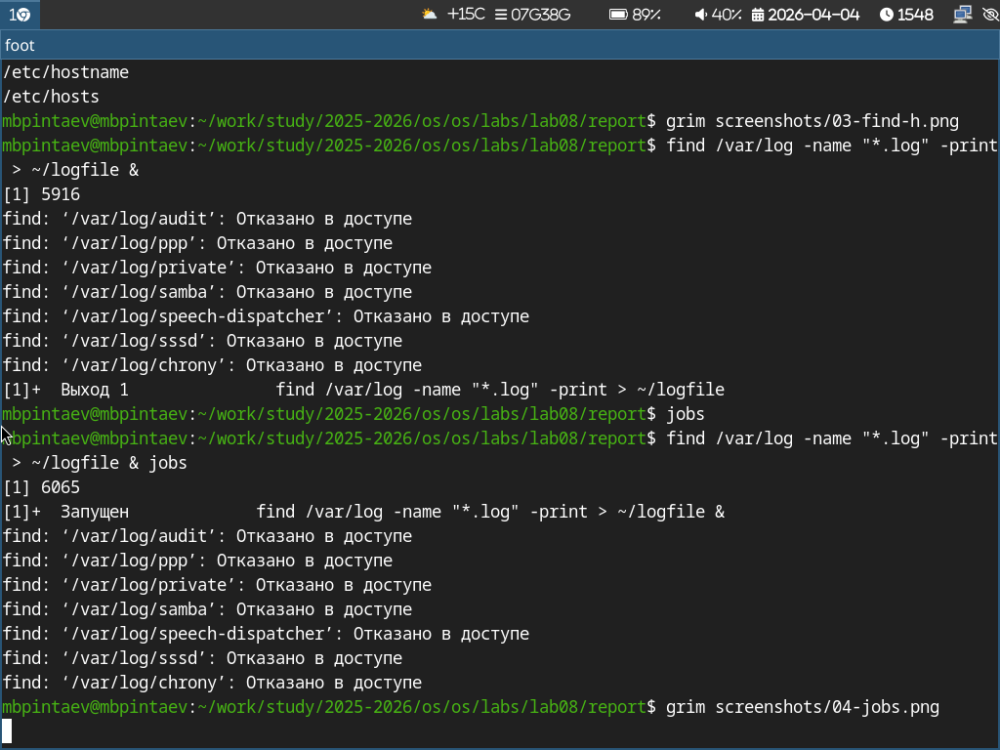 1 +15C 07G38G 89% 40% 2026-04-04 1548
foot
/etc/hostname
/etc/hosts
mbpintaev@mbpintaev:~/work/study/2025-2026/os/os/labs/lab08/report$ grim screenshots/03-find-h.png
mbpintaev@mbpintaev:~/work/study/2025-2026/os/os/labs/lab08/report$ find /var/log -name "*.log" -print
 > ~/logfile &
[1] 5916
find: ‘/var/log/audit’: Отказано в доступе
find: ‘/var/log/ppp’: Отказано в доступе
find: ‘/var/log/private’: Отказано в доступе
find: ‘/var/log/samba’: Отказано в доступе
find: ‘/var/log/speech-dispatcher’: Отказано в доступе
find: ‘/var/log/sssd’: Отказано в доступе
find: ‘/var/log/chrony’: Отказано в доступе
[1]+  Выход 1               find /var/log -name "*.log" -print > ~/logfile
mbpintaev@mbpintaev:~/work/study/2025-2026/os/os/labs/lab08/report$ jobs
mbpintaev@mbpintaev:~/work/study/2025-2026/os/os/labs/lab08/report$ find /var/log -name "*.log" -print
 > ~/logfile & jobs
[1] 6065
[1]+  Запущен             find /var/log -name "*.log" -print > ~/logfile &
find: ‘/var/log/audit’: Отказано в доступе
find: ‘/var/log/ppp’: Отказано в доступе
find: ‘/var/log/private’: Отказано в доступе
find: ‘/var/log/samba’: Отказано в доступе
find: ‘/var/log/speech-dispatcher’: Отказано в доступе
find: ‘/var/log/sssd’: Отказано в доступе
find: ‘/var/log/chrony’: Отказано в доступе
mbpintaev@mbpintaev:~/work/study/2025-2026/os/os/labs/lab08/report$ grim screenshots/04-jobs.png